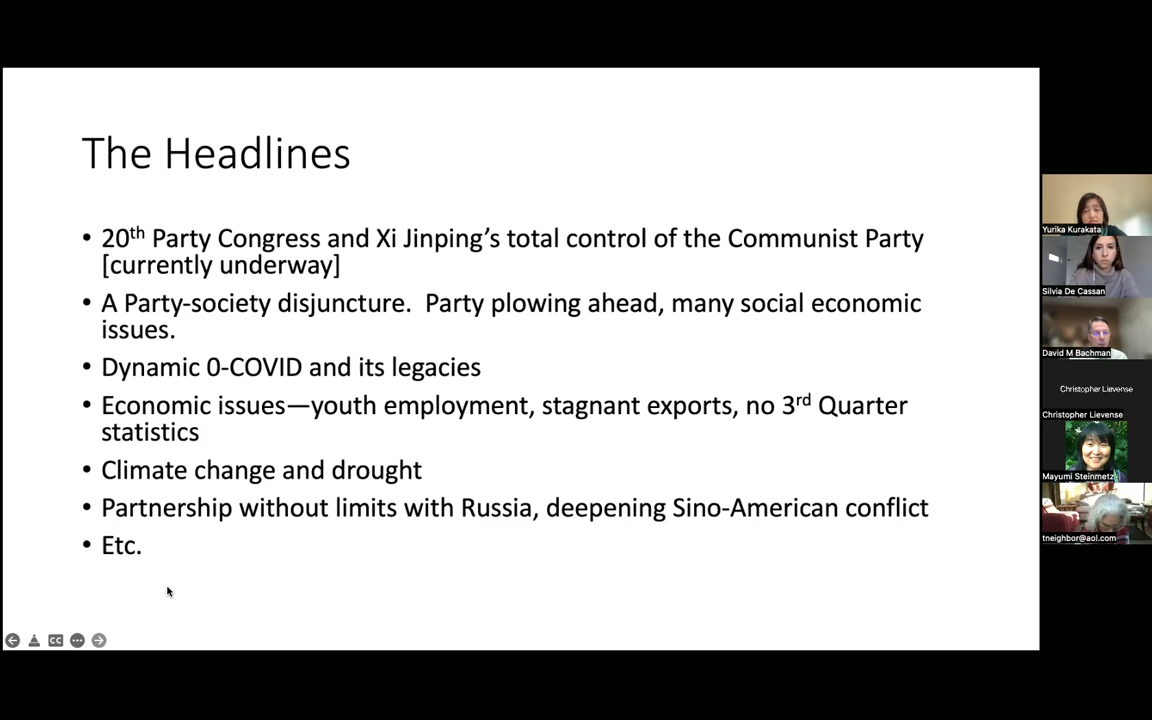 The Headlines
• 20th Party Congress and Xi Jinping’s total control of the Communist Party
[currently underway]
• A Party-society disjuncture.  Party plowing ahead, many social economic
issues.
• Dynamic 0-COVID and its legacies
• Economic issues—youth employment, stagnant exports, no 3rd Quarter
statistics
• Climate change and drought
• Partnership without limits with Russia, deepening Sino-American conflict
• Etc.
CC
Yurika Kurakata
Silvia De Cassan
David M Bachman
Christopher Lievense
Christopher Lievense
Mayumi Steinmetz
tneighbor@aol.com